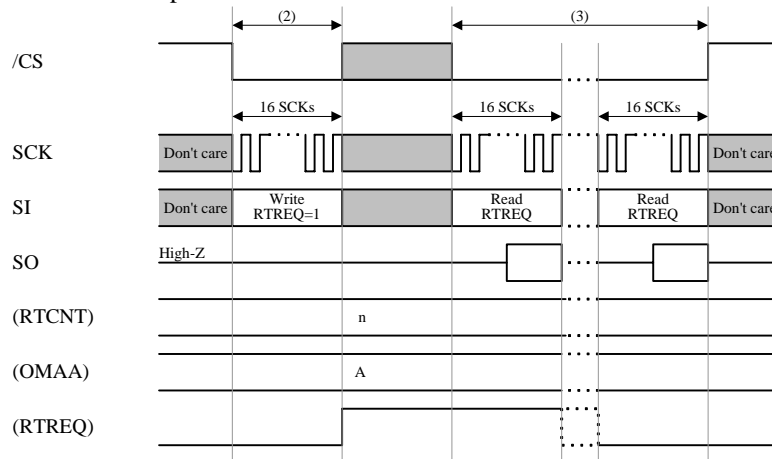 (2) (3)
/CS
16 SCKs 16 SCKs 16 SCKs
SCK Don't care Don't care
SI Don't care Write RTREQ=1 Read RTREQ Read RTREQ Don't care
SO High-Z
(RTCNT) n
(OMAA) A
(RTREQ)